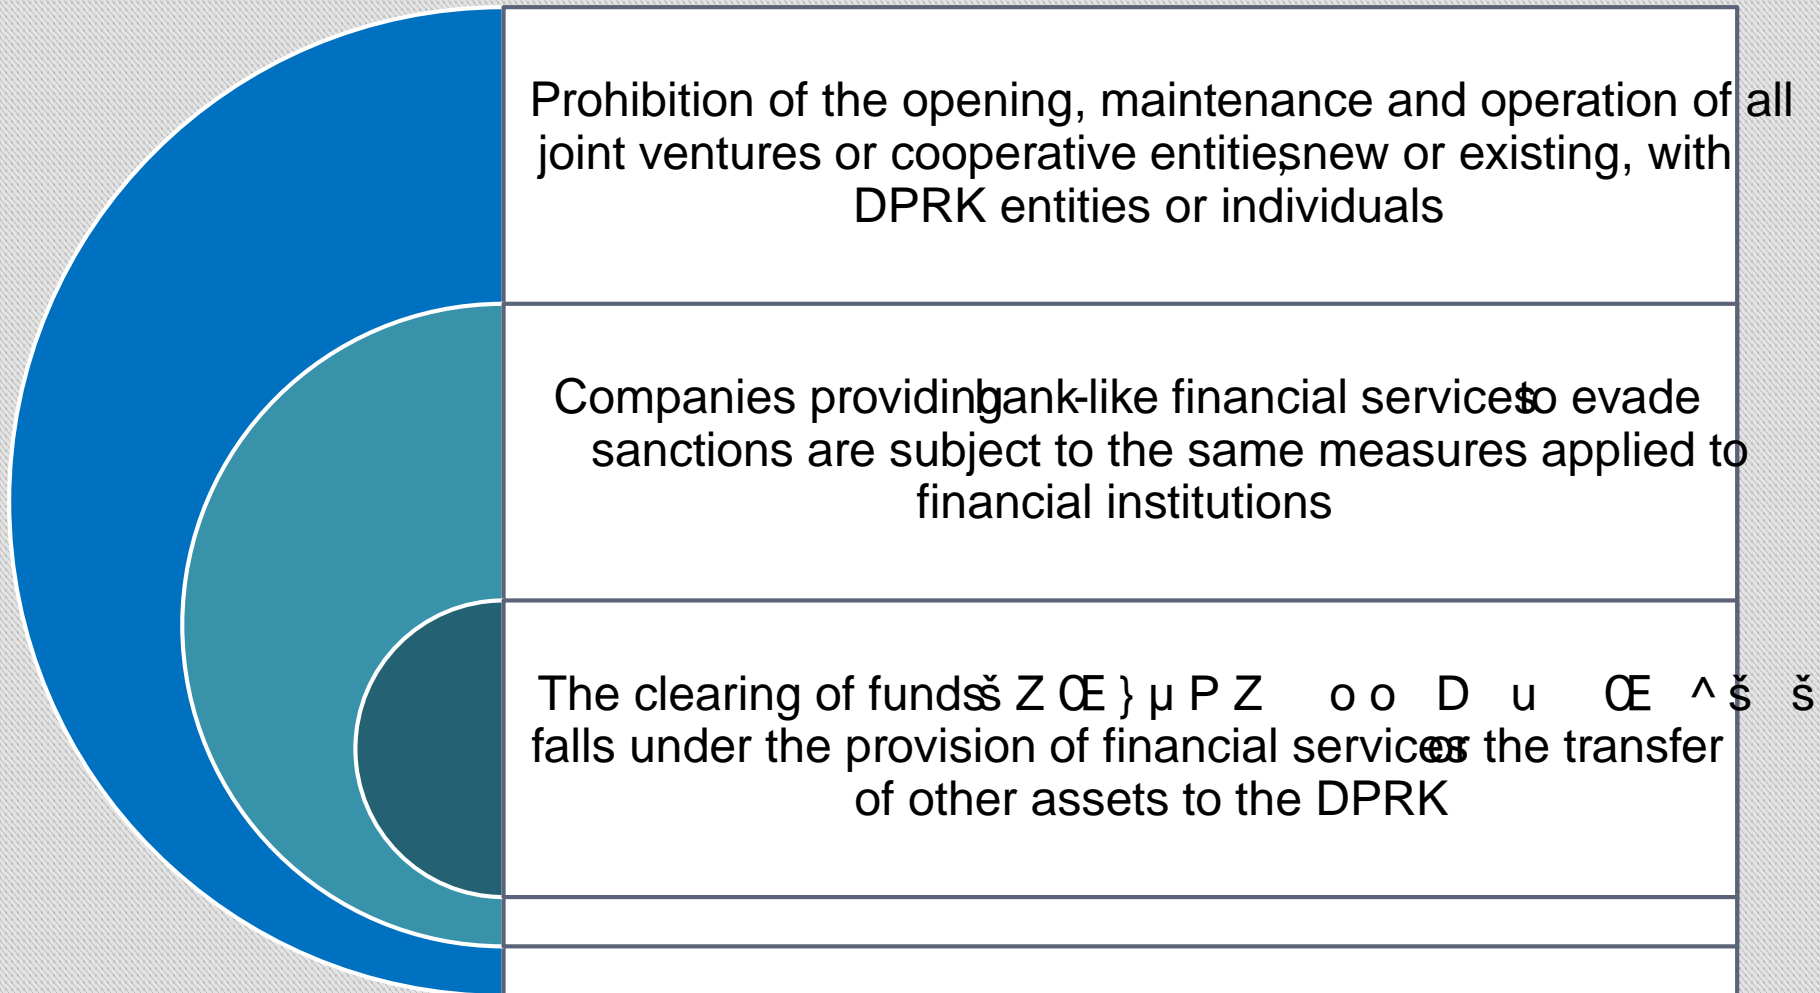 Prohibition of the opening, maintenance and operation of all
joint ventures or cooperative entities, new or existing, with
DPRK entities or individuals
Companies providing bank-like financial services to evade
sanctions are subject to the same measures applied to
financial institutions
The clearing of funds š Z Œ } µ P Z o o D u Œ ^ š š
falls under the provision of financial services or the transfer
of other assets to the DPRK